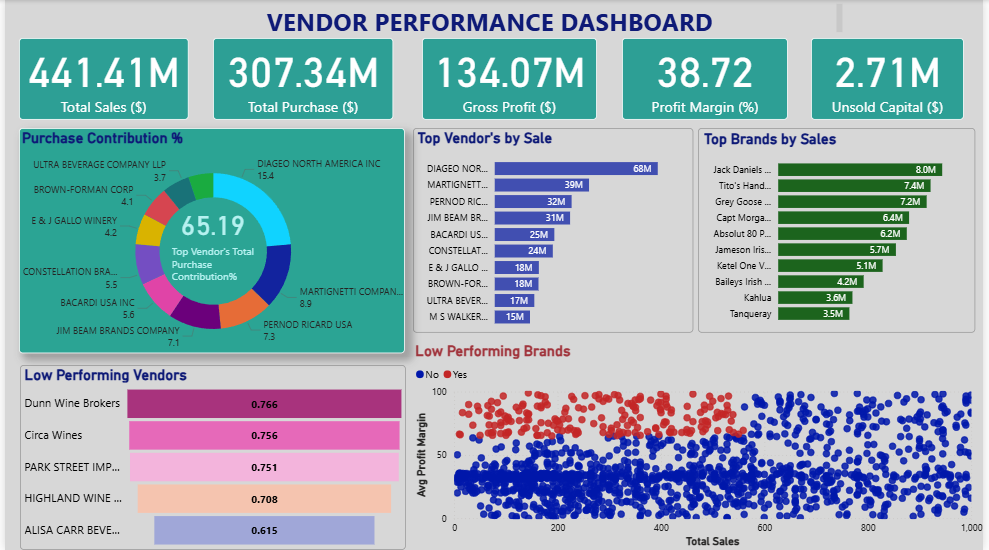 VENDOR PERFORMANCE DASHBOARD
441.41M
Total Sales ($)
307.34M
Total Purchase ($)
134.07M
Gross Profit ($)
38.72
Profit Margin (%)
2.71M
Unsold Capital ($)
Purchase Contribution %
ULTRA BEVERAGE COMPANY LLP
3.7
BROWN-FORMAN CORP
4.1
E & J GALLO WINERY
4.2
CONSTELLATION BRA...
5.5
BACARDI USA INC
5.6
JIM BEAM BRANDS COMPANY
7.1
PERNOD RICARD USA
7.3
MARTIGNETTI COMPAN...
8.9
DIAGEO NORTH AMERICA INC
15.4
65.19
Top Vendor's Total
Purchase
Contribution%
Top Vendor's by Sale
DIAGEO NOR... 68M
MARTIGNETT... 39M
PERNOD RIC... 32M
JIM BEAM BR... 31M
BACARDI US... 25M
CONSTELLAT... 24M
E & J GALLO ... 18M
BROWN-FOR... 18M
ULTRA BEVER... 17M
M S WALKER... 15M
Top Brands by Sales
Jack Daniels ... 8.0M
Tito's Hand... 7.4M
Grey Goose ... 7.2M
Capt Morga... 6.4M
Absolut 80 P... 6.2M
Jameson Iris... 5.7M
Ketel One V... 5.1M
Baileys Irish ... 4.2M
Kahlua 3.6M
Tanqueray 3.5M
Low Performing Vendors
Dunn Wine Brokers 0.766
Circa Wines 0.756
PARK STREET IMP... 0.751
HIGHLAND WINE ... 0.708
ALISA CARR BEVE... 0.615
Low Performing Brands
No Yes
Avg Profit Margin
100
50
0
0 200 400 600 800 1,000
Total Sales